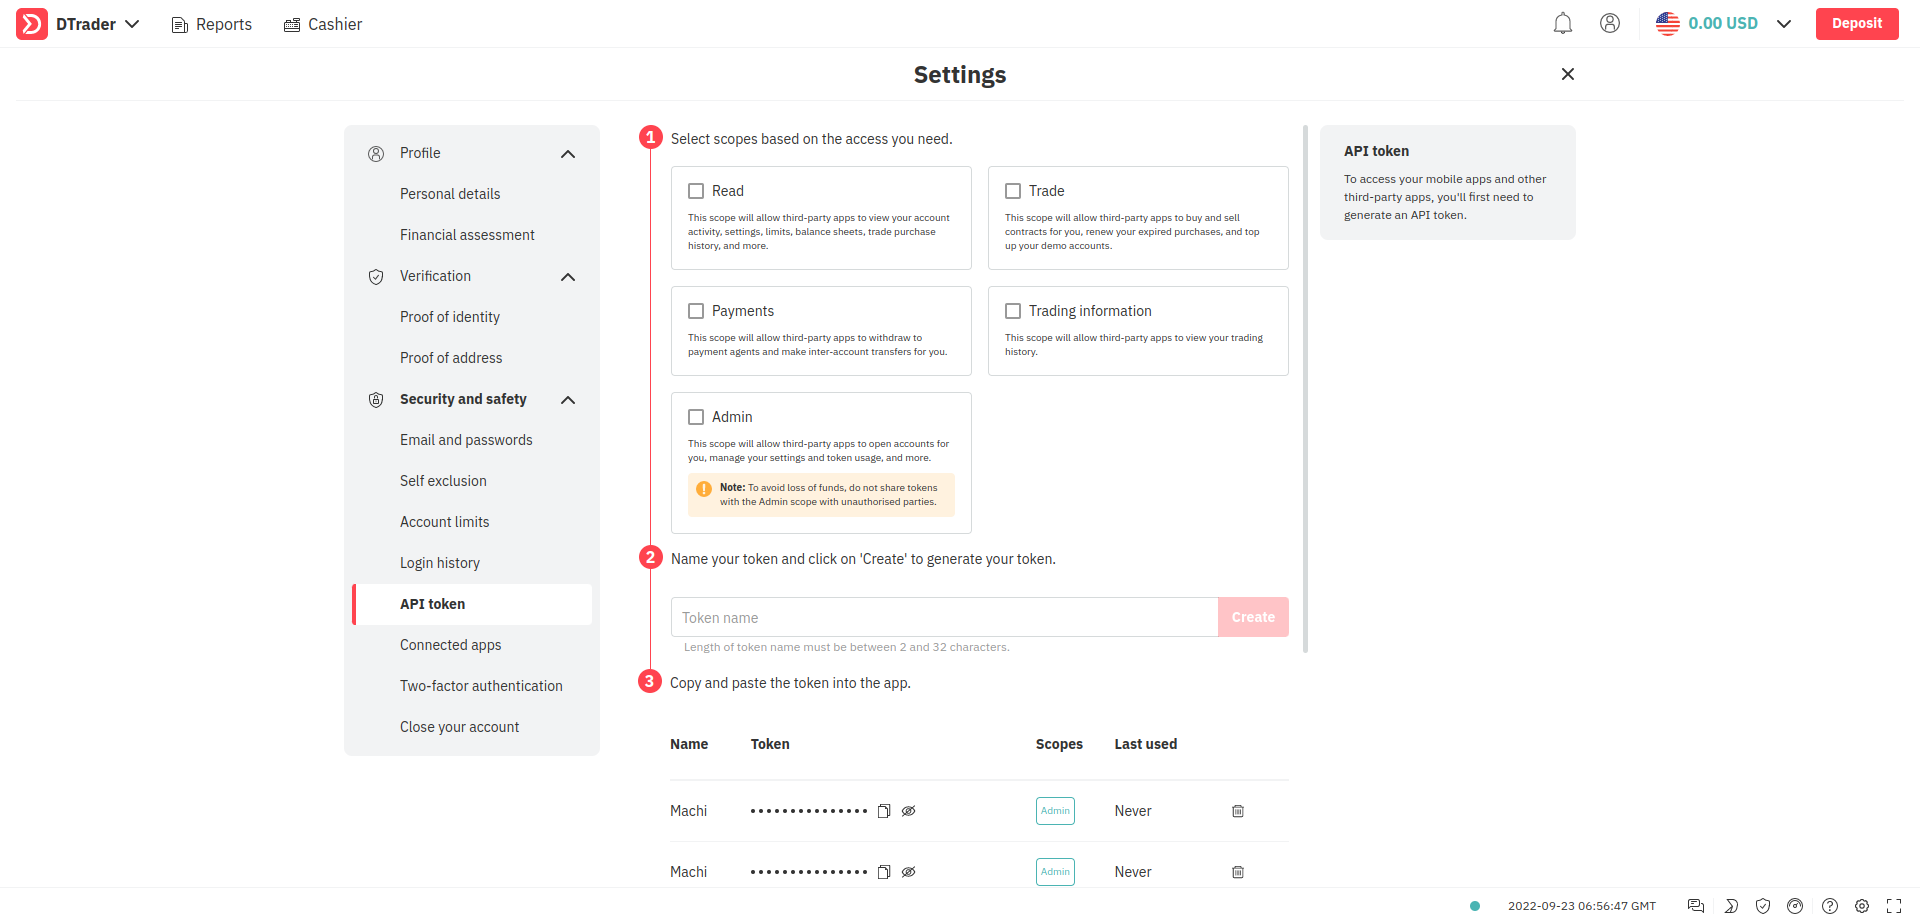 DTrader
Reports
Cashier
0.00 USD
Deposit
Settings
Profile
Personal details
Financial assessment
Verification
Proof of identity
Proof of address
Security and safety
Email and passwords
Self exclusion
Account limits
Login history
API token
Connected apps
Two-factor authentication
Close your account
1
Select scopes based on the access you need.
Read
This scope will allow third-party apps to view your account
activity, settings, limits, balance sheets, trade purchase
history, and more.
Trade
This scope will allow third-party apps to buy and sell
contracts for you, renew your expired purchases, and top
up your demo accounts.
Payments
This scope will allow third-party apps to withdraw to
payment agents and make inter-account transfers for you.
Trading information
This scope will allow third-party apps to view your trading
history.
Admin
This scope will allow third-party apps to open accounts for
you, manage your settings and token usage, and more.
Note: To avoid loss of funds, do not share tokens
with the Admin scope with unauthorised parties.
2
Name your token and click on 'Create' to generate your token.
Token name
Create
Length of token name must be between 2 and 32 characters.
3
Copy and paste the token into the app.
Name Token Scopes Last used
Machi ••••••••••••••• Admin Never
Machi ••••••••••••••• Admin Never
API token
To access your mobile apps and other
third-party apps, you'll first need to
generate an API token.
2022-09-23 06:56:47 GMT